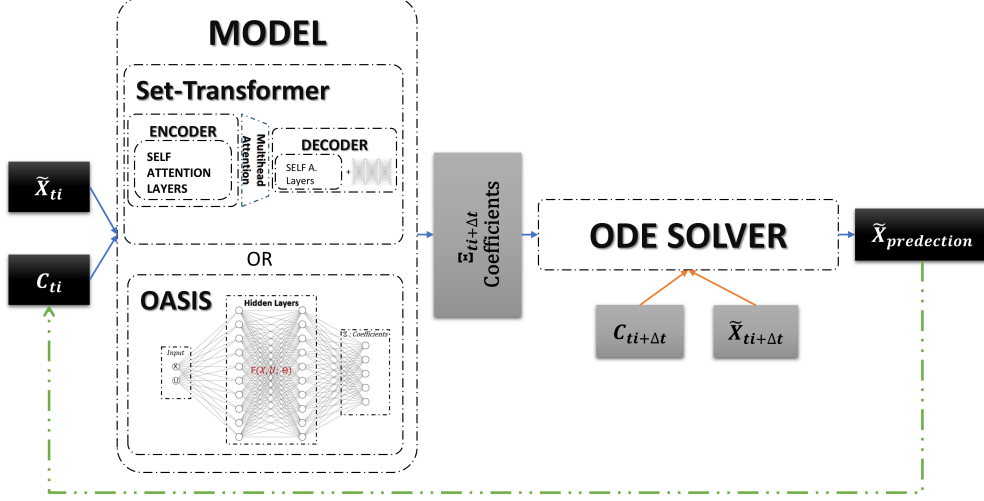 MODEL
Set-Transformer
ENCODER
SELF
ATTENTION
LAYERS
Multihead
Attention
DECODER
SELF A.
Layers
+
X̃ti
Cti
OR
OASIS
Hidden Layers
Input
X
U
F(X,U; Θ)
Ξ : Coefficients
Ξti+Δt
Coefficients
ODE SOLVER
Cti+Δt
X̃ti+Δt
X̃predection